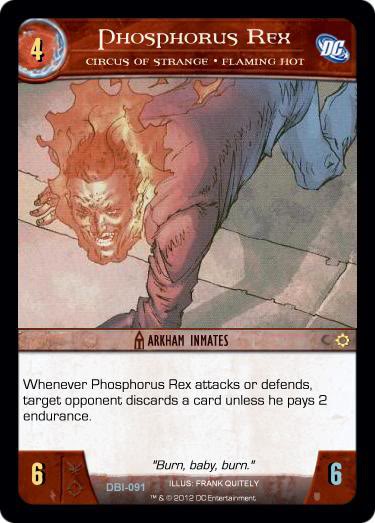 4
Phosphorus Rex
DC
Circus of Strange • Flaming Hot
ARKHAM INMATES
Whenever Phosphorus Rex attacks or defends,
target opponent discards a card unless he pays 2
endurance.
"Burn, baby, burn."
6
DBI-091
ILLUS: FRANK QUITELY
6
™ & © 2012 DC Entertainment